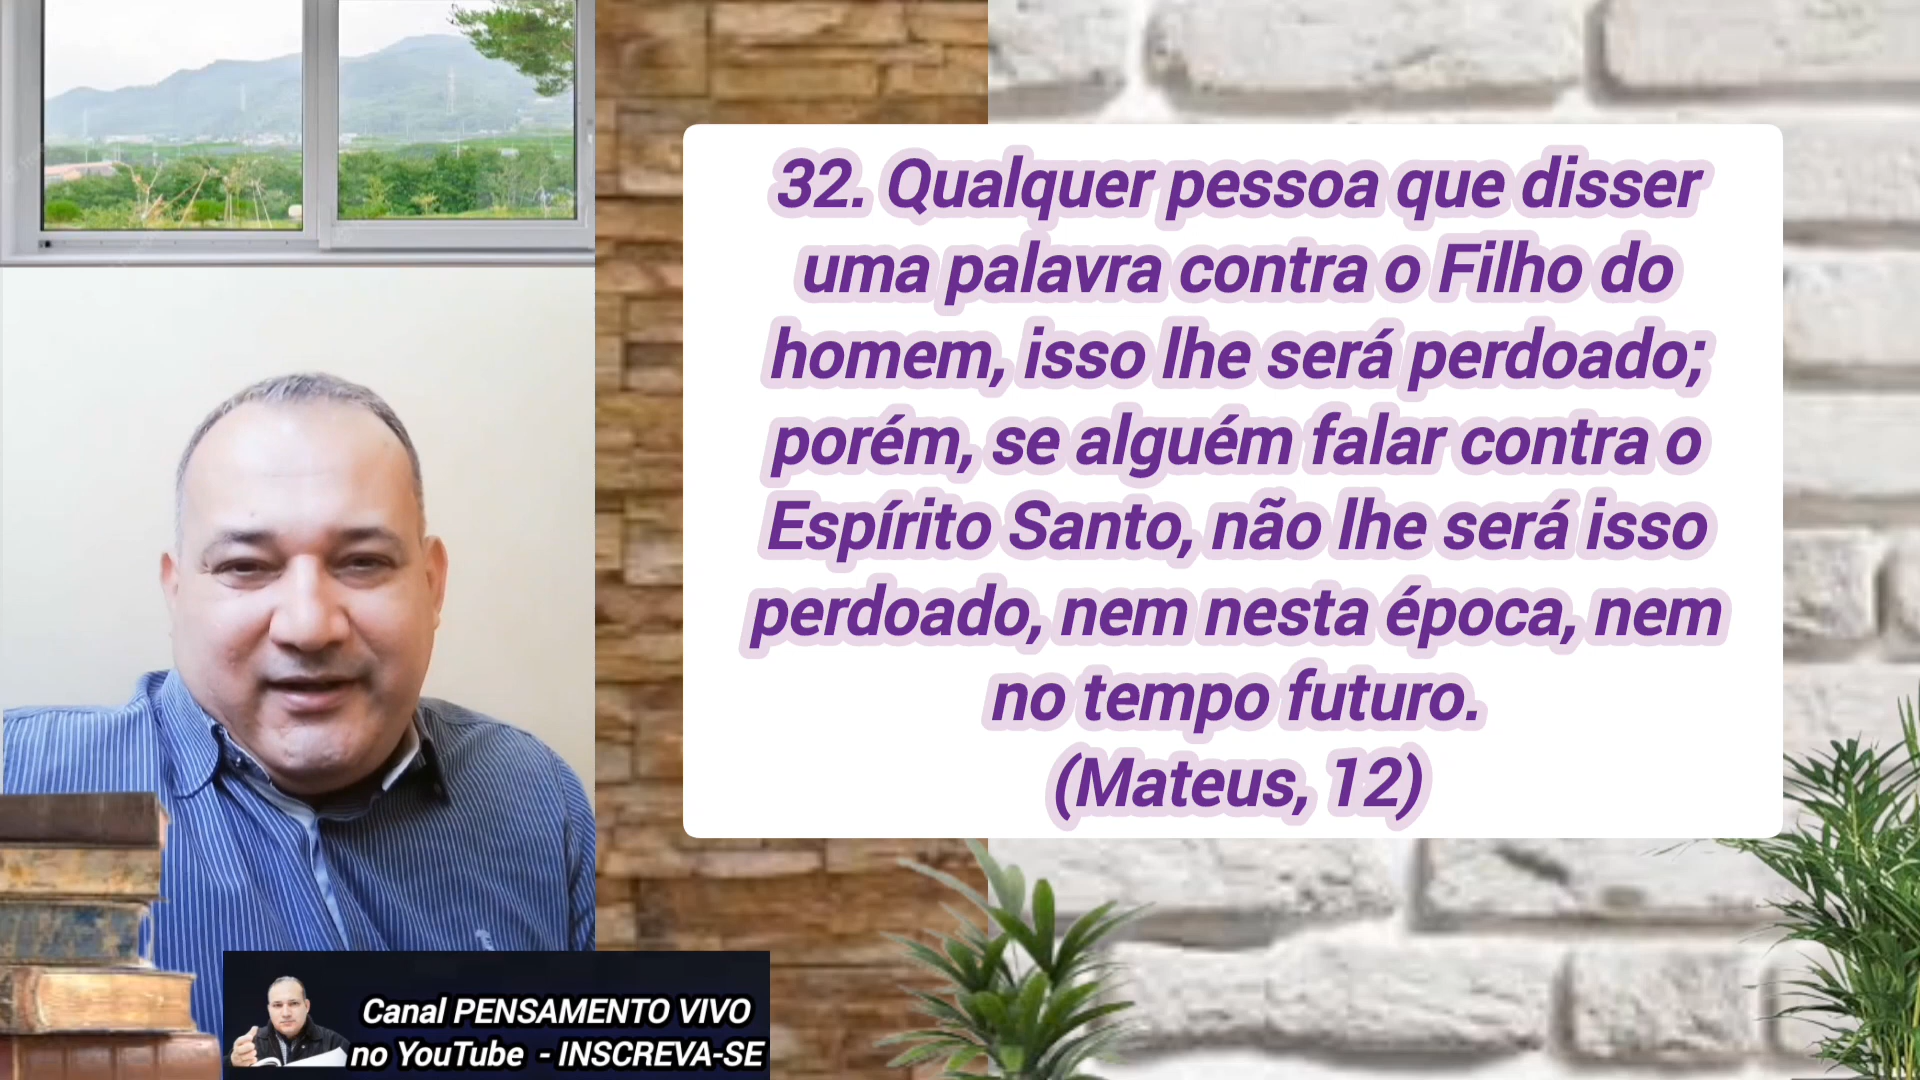 32. Qualquer pessoa que disser
uma palavra contra o Filho do
homem, isso lhe será perdoado;
porém, se alguém falar contra o
Espírito Santo, não lhe será isso
perdoado, nem nesta época, nem
no tempo futuro.
(Mateus, 12)
Canal PENSAMENTO VIVO
no YouTube - INSCREVA-SE